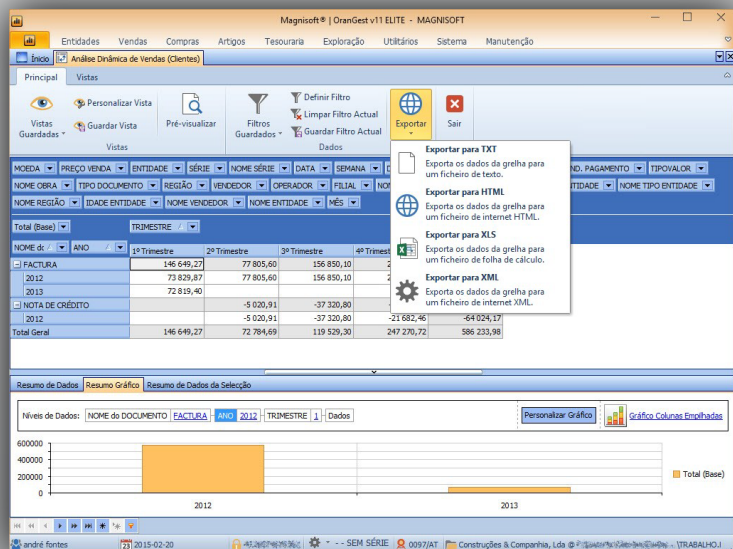 Magnisoft® | OranGest v11 ELITE - MAGNISOFT
Entidades Vendas Compras Artigos Tesouraria Exploração Utilitários Sistema Manutenção
Inicio Análise Dinâmica de Vendas (Clientes)
Principal Vistas
Vistas Guardadas
Personalizar Vista
Guardar Vista
Vistas
Pré-visualizar
Filtros Guardados
Definir Filtro
Limpar Filtro Actual
Guardar Filtro Actual
Dados
Exportar
Sair
Exportar para TXT
Exporta os dados da grelha para
um ficheiro de texto.
Exportar para HTML
Exporta os dados da grelha para
um ficheiro de internet HTML.
Exportar para XLS
Exporta os dados da grelha para
um ficheiro de folha de cálculo.
Exportar para XML
Exporta os dados da grelha para
um ficheiro de internet XML.
MOEDA PREÇO VENDA ENTIDADE SÉRIE NOME SÉRIE DATA SEMANA ND. PAGAMENTO TIPOVALOR
NOME OBRA TIPO DOCUMENTO REGIÃO VENDEDOR OPERADOR FILIAL NOME TIPO ENTIDADE
NOME REGIÃO IDADE ENTIDADE NOME VENDEDOR NOME ENTIDADE MÊS
Total (Base) TRIMESTRE
NOME dc ANO 1º Trimestre 2º Trimestre 3º Trimestre 4º Trimest
FACTURA 146 649,27 77 805,60 156 850,10 2
2012 73 829,87 77 805,60 156 850,10 2
2013 72 819,40
NOTA DE CRÉDITO -5 020,91 -37 320,80
2012 -5 020,91 -37 320,80 -21 682,46 -64 024,17
Total Geral 146 649,27 72 784,69 119 529,30 247 270,72 586 233,98
Resumo de Dados Resumo Gráfico Resumo de Dados da Selecção
Níveis de Dados: NOME do DOCUMENTO FACTURA ANO 2012 TRIMESTRE 1 Dados Personalizar Gráfico Gráfico Colunas Empilhadas
600000
400000
200000
0
2012 2013
Total (Base)
andré fontes 23 2015-02-20 - - SEM SÉRIE 0097/AT Construções & Companhia, Lda @ \TRABALHO.I